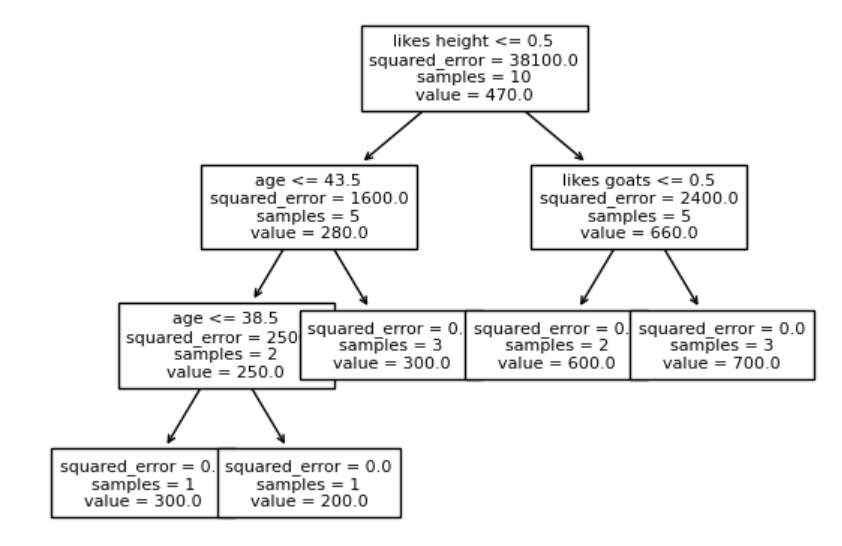 likes height <= 0.5
squared_error = 38100.0
samples = 10
value = 470.0
age <= 43.5
squared_error = 1600.0
samples = 5
value = 280.0
likes goats <= 0.5
squared_error = 2400.0
samples = 5
value = 660.0
age <= 38.5
squared_error = 250
samples = 2
value = 250.0
squared_error = 0.
samples = 3
value = 300.0
squared_error = 0.
samples = 2
value = 600.0
squared_error = 0.0
samples = 3
value = 700.0
squared_error = 0.
samples = 1
value = 300.0
squared_error = 0.0
samples = 1
value = 200.0